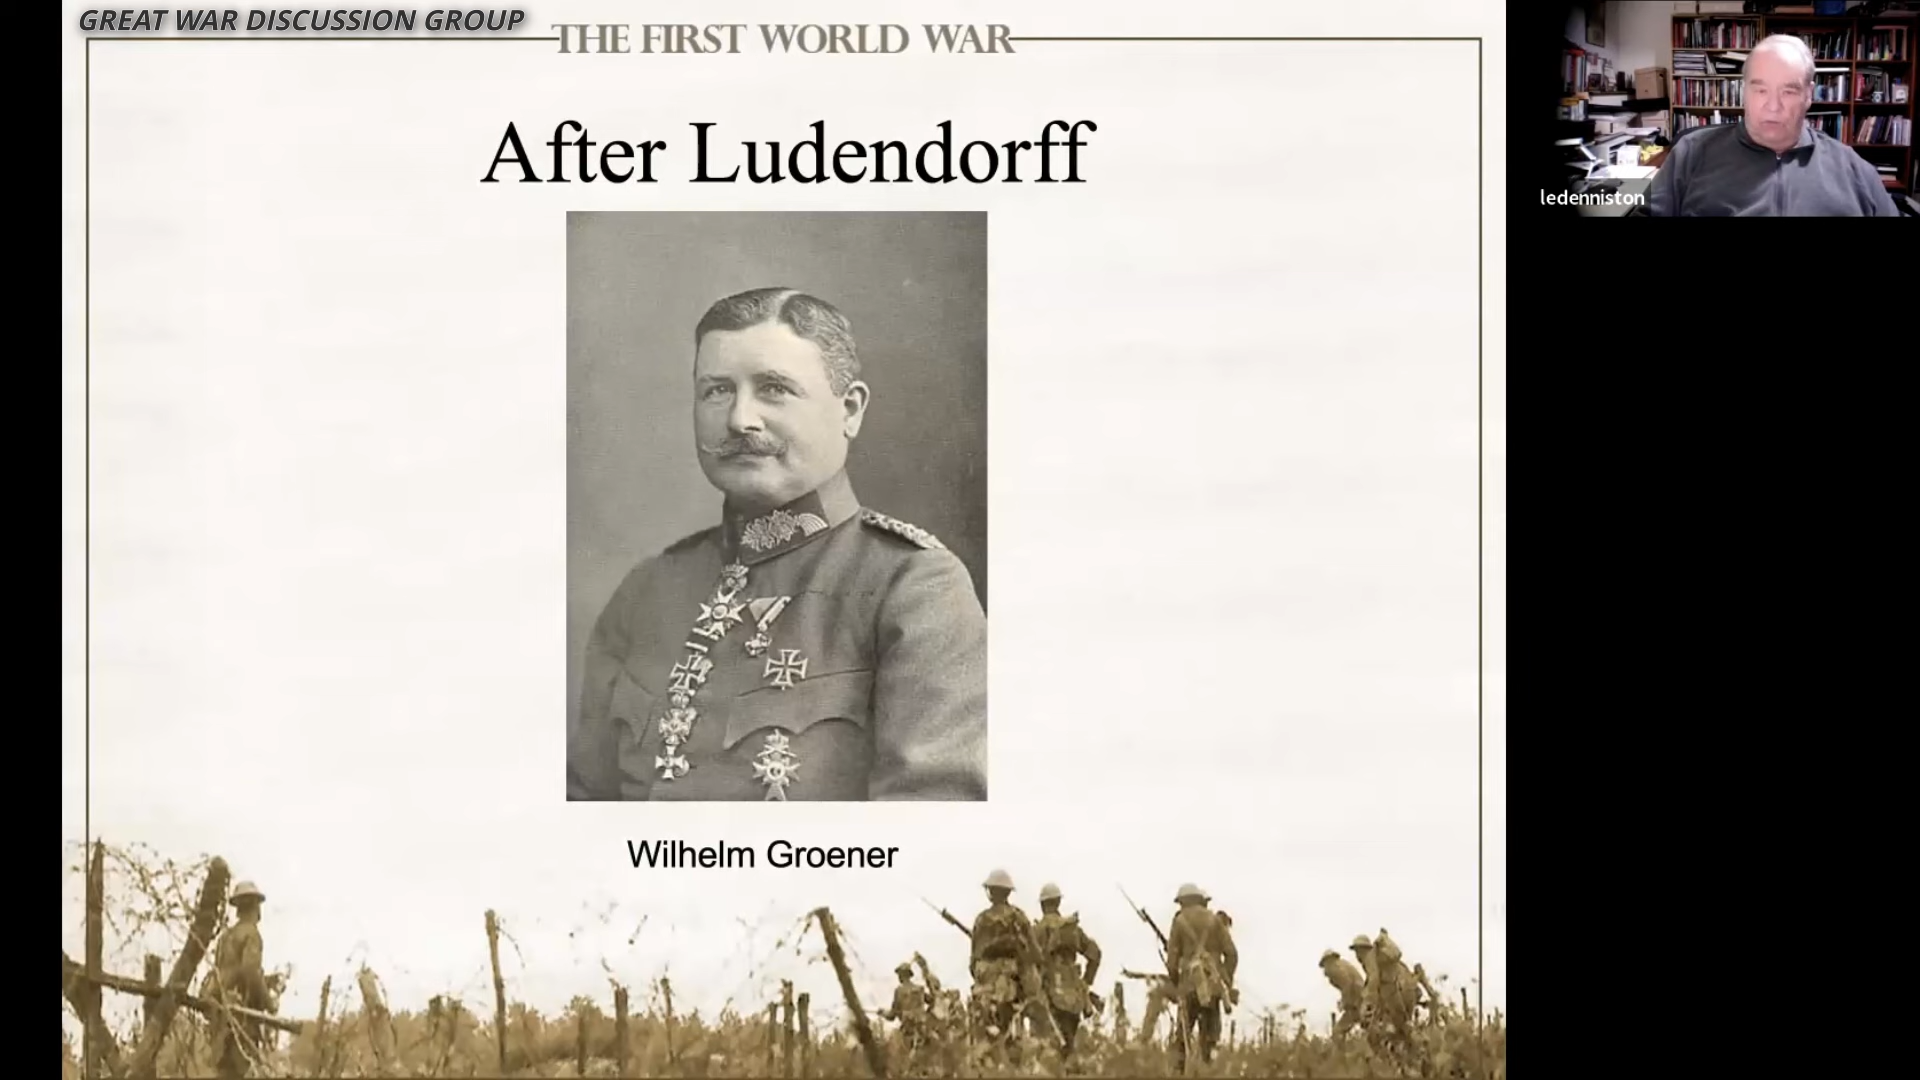 GREAT WAR DISCUSSION GROUP
THE FIRST WORLD WAR
After Ludendorff
Wilhelm Groener
ledenniston